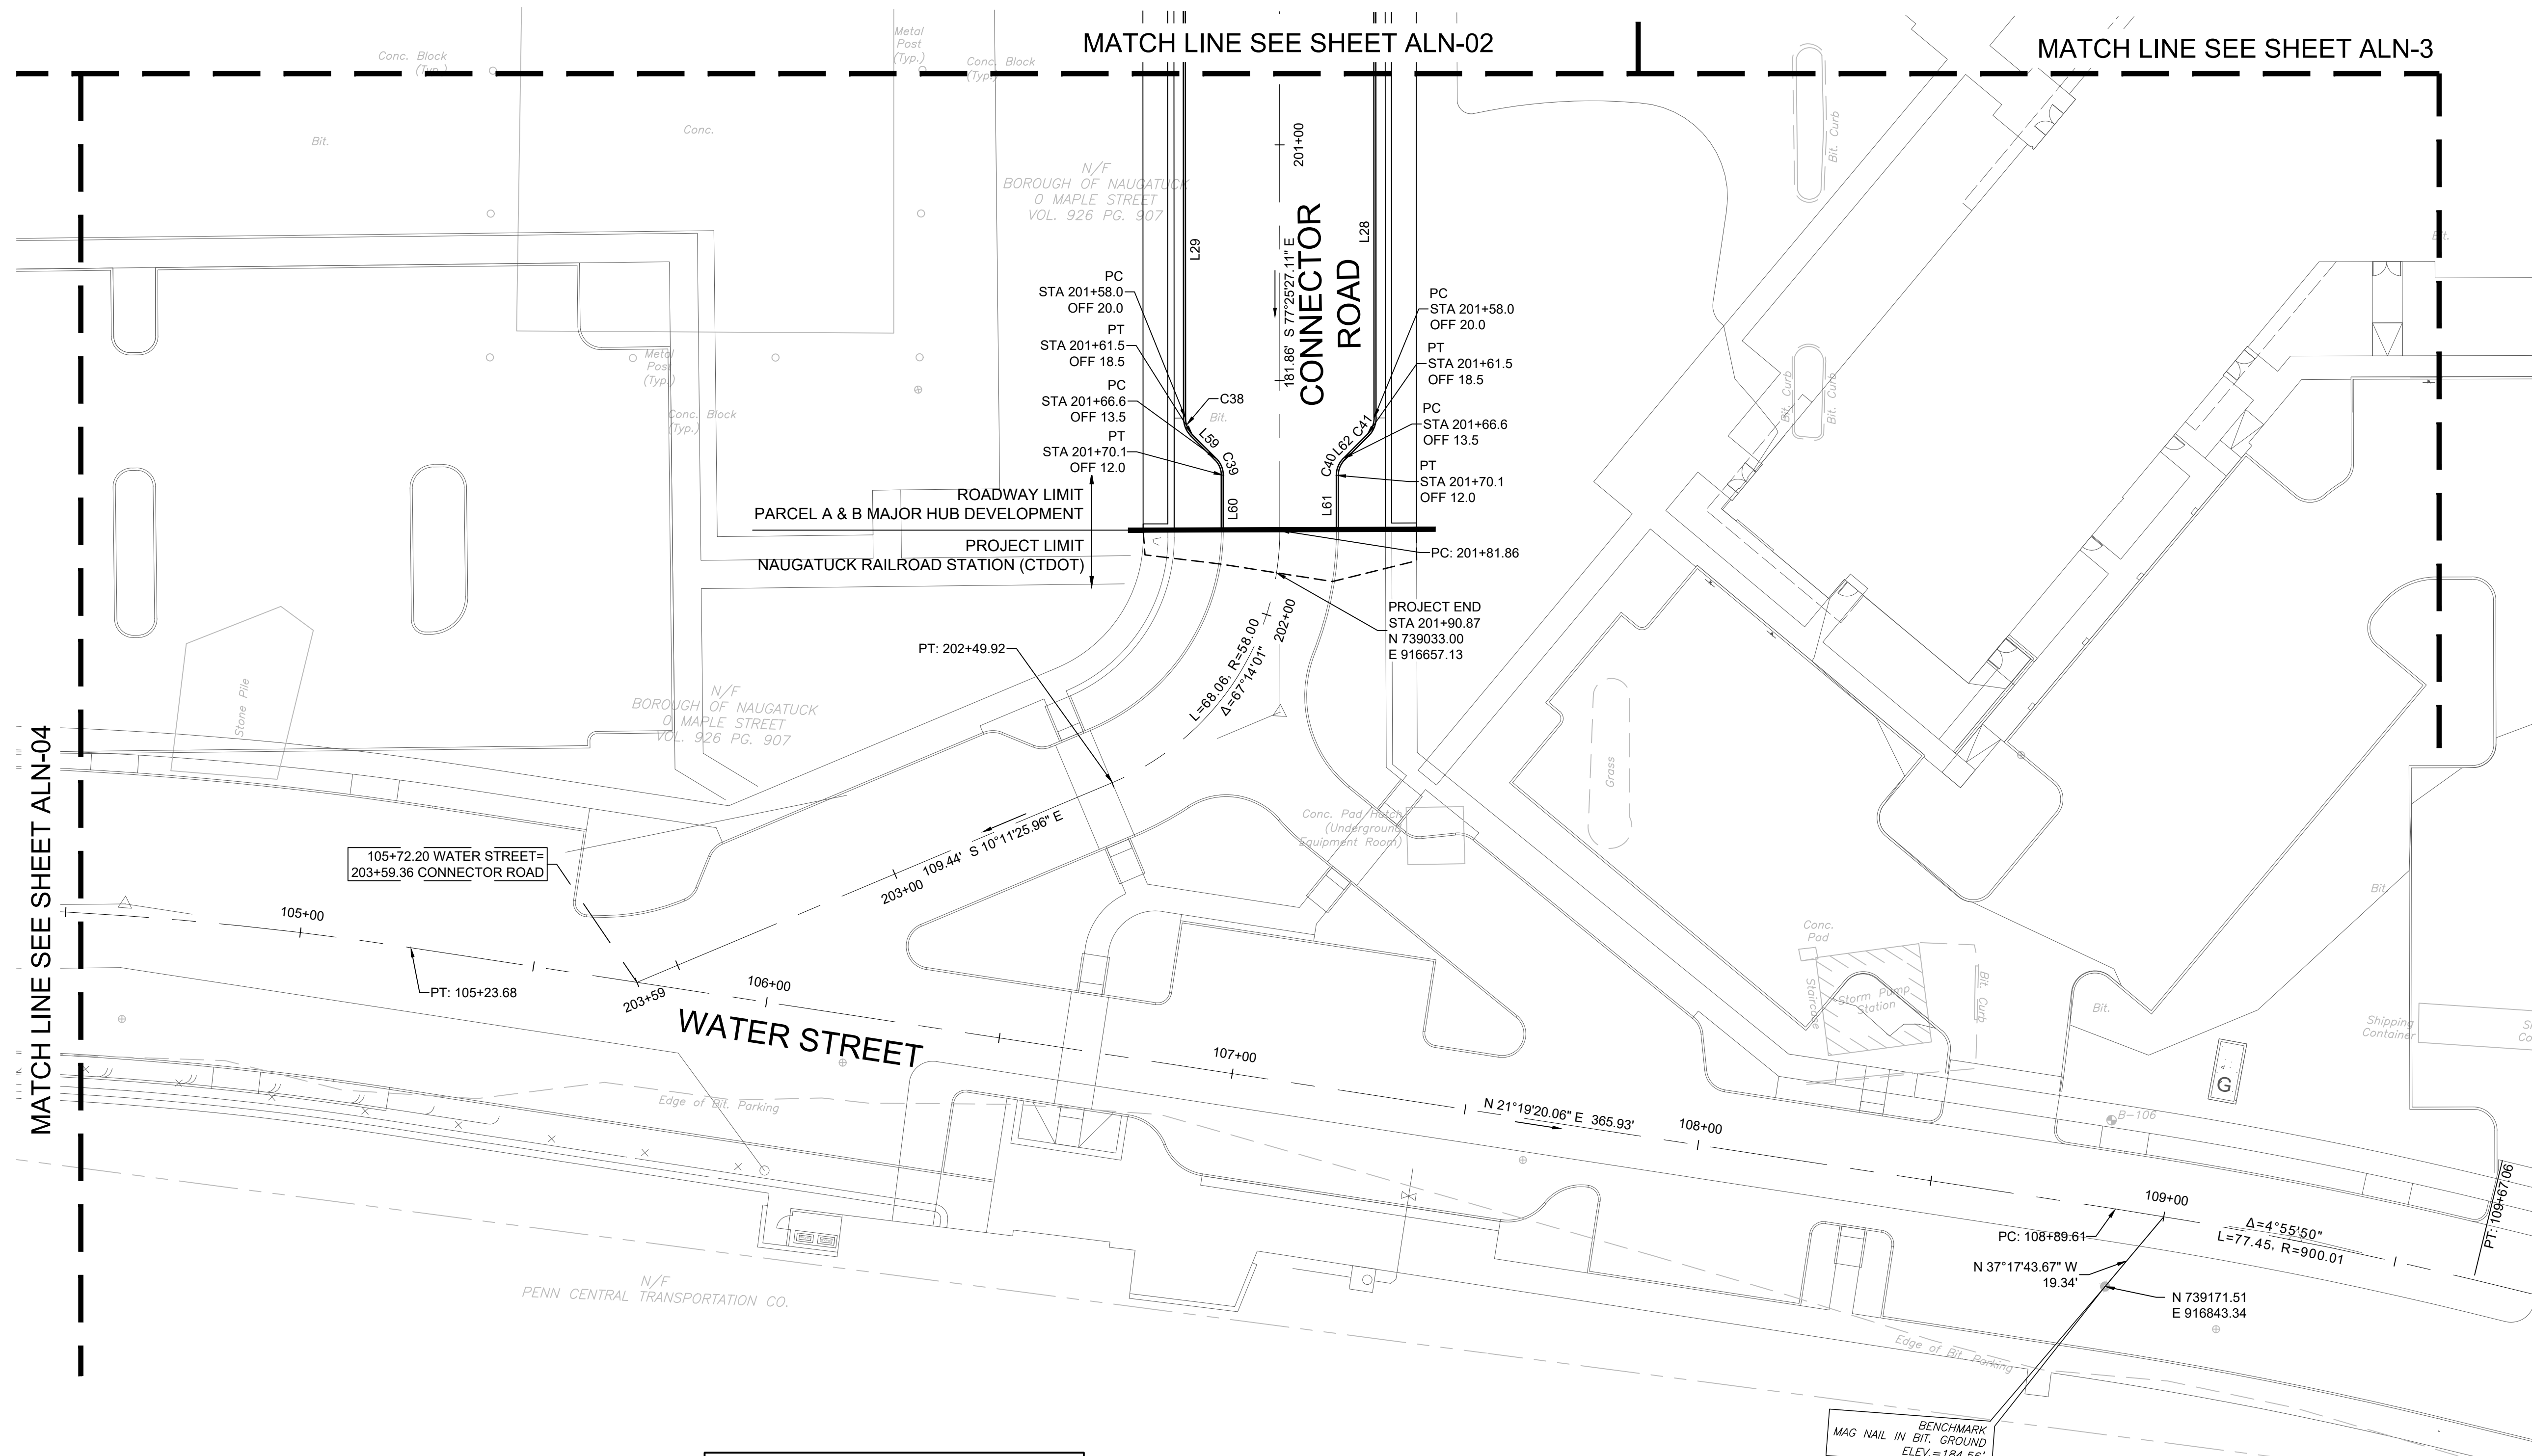 MATCH LINE SEE SHEET ALN-02
MATCH LINE SEE SHEET ALN-3
Conc. Block
(Typ.)
Metal
Post
(Typ.)
Conc. Block
(Typ.)
Bit.
Conc.
N/F
BOROUGH OF NAUGATUCK
0 MAPLE STREET
VOL. 926 PG. 907
201+00
CONNECTOR
ROAD
181.86' S 77°25'27.11" E
L29
L28
Bit. Curb
Bit.
PC
STA 201+58.0
OFF 20.0
PT
STA 201+61.5
OFF 18.5
PC
STA 201+66.6
OFF 13.5
PT
STA 201+70.1
OFF 12.0
PC
STA 201+58.0
OFF 20.0
PT
STA 201+61.5
OFF 18.5
PC
STA 201+66.6
OFF 13.5
PT
STA 201+70.1
OFF 12.0
C38
Bit.
L59
C39
L60
C41
L62
C40
L61
Metal
Post
(Typ.)
Conc. Block
(Typ.)
Bit. Curb
Bit. Curb
ROADWAY LIMIT
PARCEL A & B MAJOR HUB DEVELOPMENT
PROJECT LIMIT
NAUGATUCK RAILROAD STATION (CTDOT)
PC: 201+81.86
PROJECT END
STA 201+90.87
N 739033.00
E 916657.13
202+00
L=68.06, R=58.00
Δ=67°14'01"
PT: 202+49.92
Stone Pile
N/F
BOROUGH OF NAUGATUCK
0 MAPLE STREET
VOL. 926 PG. 907
Grass
Conc. Pad/Hatch
(Underground
Equipment Room)
MATCH LINE SEE SHEET ALN-04
105+72.20 WATER STREET=
203+59.36 CONNECTOR ROAD
109.44' S 10°11'25.96" E
203+00
105+00
PT: 105+23.68
203+59
106+00
WATER STREET
107+00
Conc.
Pad
Staircase
Storm Pump
Station
Bit. Curb
Bit.
Bit.
Shipping
Container
G
B-106
Edge of Bit. Parking
N 21°19'20.06" E 365.93'
108+00
109+00
PC: 108+89.61
Δ=4°55'50"
L=77.45, R=900.01
PT: 109+67.06
N 37°17'43.67" W
19.34'
N 739171.51
E 916843.34
N/F
PENN CENTRAL TRANSPORTATION CO.
Edge of Bit. Parking
BENCHMARK
MAG NAIL IN BIT. GROUND
ELEV.=184.56'